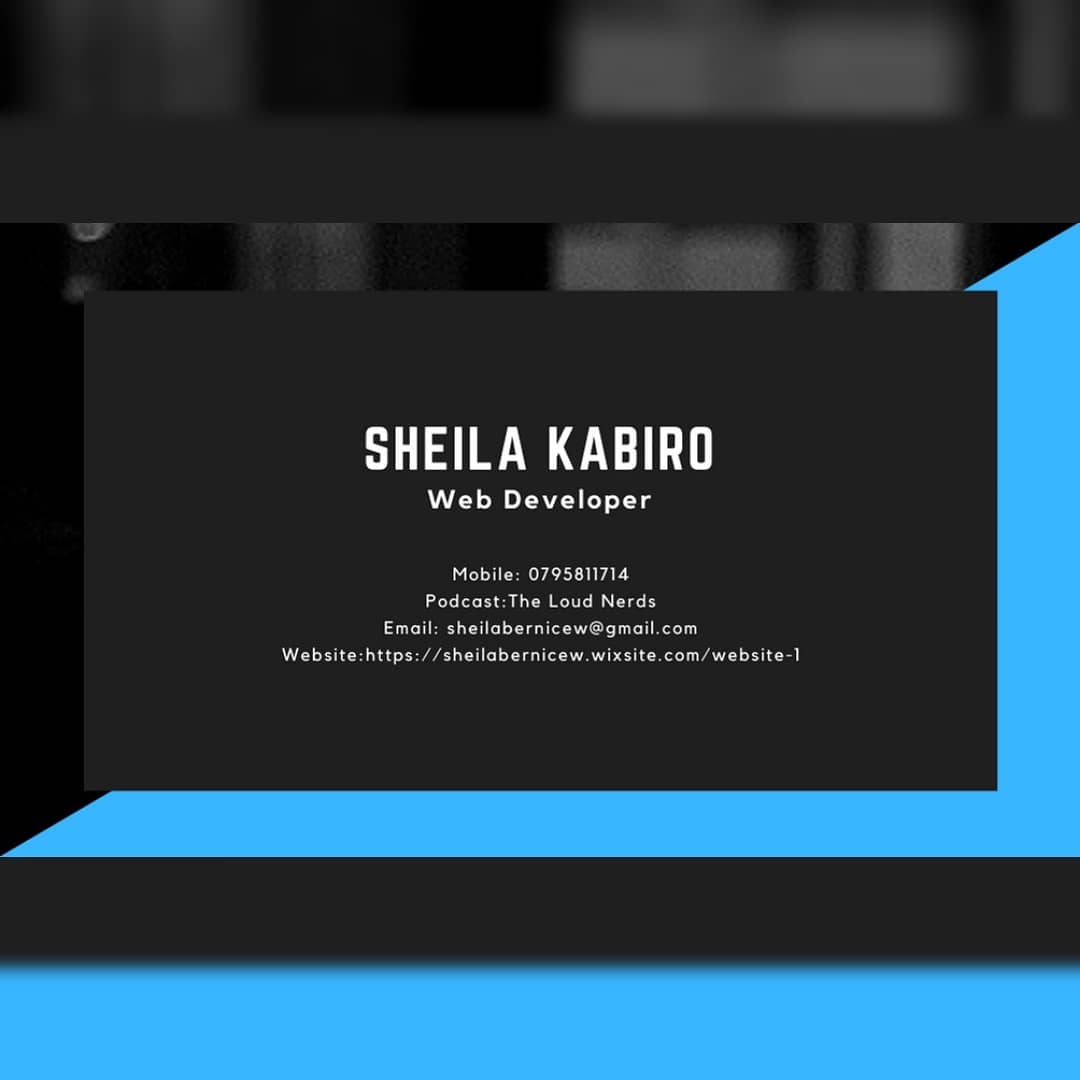 SHEILA KABIRO
Web Developer
Mobile: 0795811714
Podcast:The Loud Nerds
Email: sheilabernicew@gmail.com
Website:https://sheilabernicew.wixsite.com/website-1